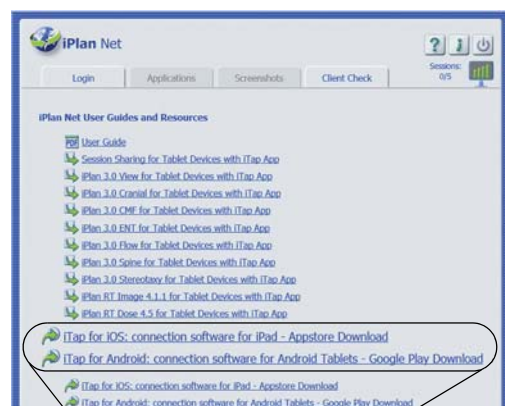 iPlan Net
?
i
Sessions:
0/5
Login
Applications
Screenshots
Client Check
iPlan Net User Guides and Resources
PDF User Guide
Session Sharing for Tablet Devices with iTap App
iPlan 3.0 View for Tablet Devices with iTap App
iPlan 3.0 Cranial for Tablet Devices with iTap App
iPlan 3.0 CMF for Tablet Devices with iTap App
iPlan 3.0 ENT for Tablet Devices with iTap App
iPlan 3.0 Flow for Tablet Devices with iTap App
iPlan 3.0 Spine for Tablet Devices with iTap App
iPlan 3.0 Stereotaxy for Tablet Devices with iTap App
iPlan RT Image 4.1.1 for Tablet Devices with iTap App
iPlan RT Dose 4.5 for Tablet Devices with iTap App
iTap for iOS: connection software for iPad - Appstore Download
iTap for Android: connection software for Android Tablets - Google Play Download
iTap for iOS: connection software for iPad - Appstore Download
iTap for Android: connection software for Android Tablets - Google Play Download